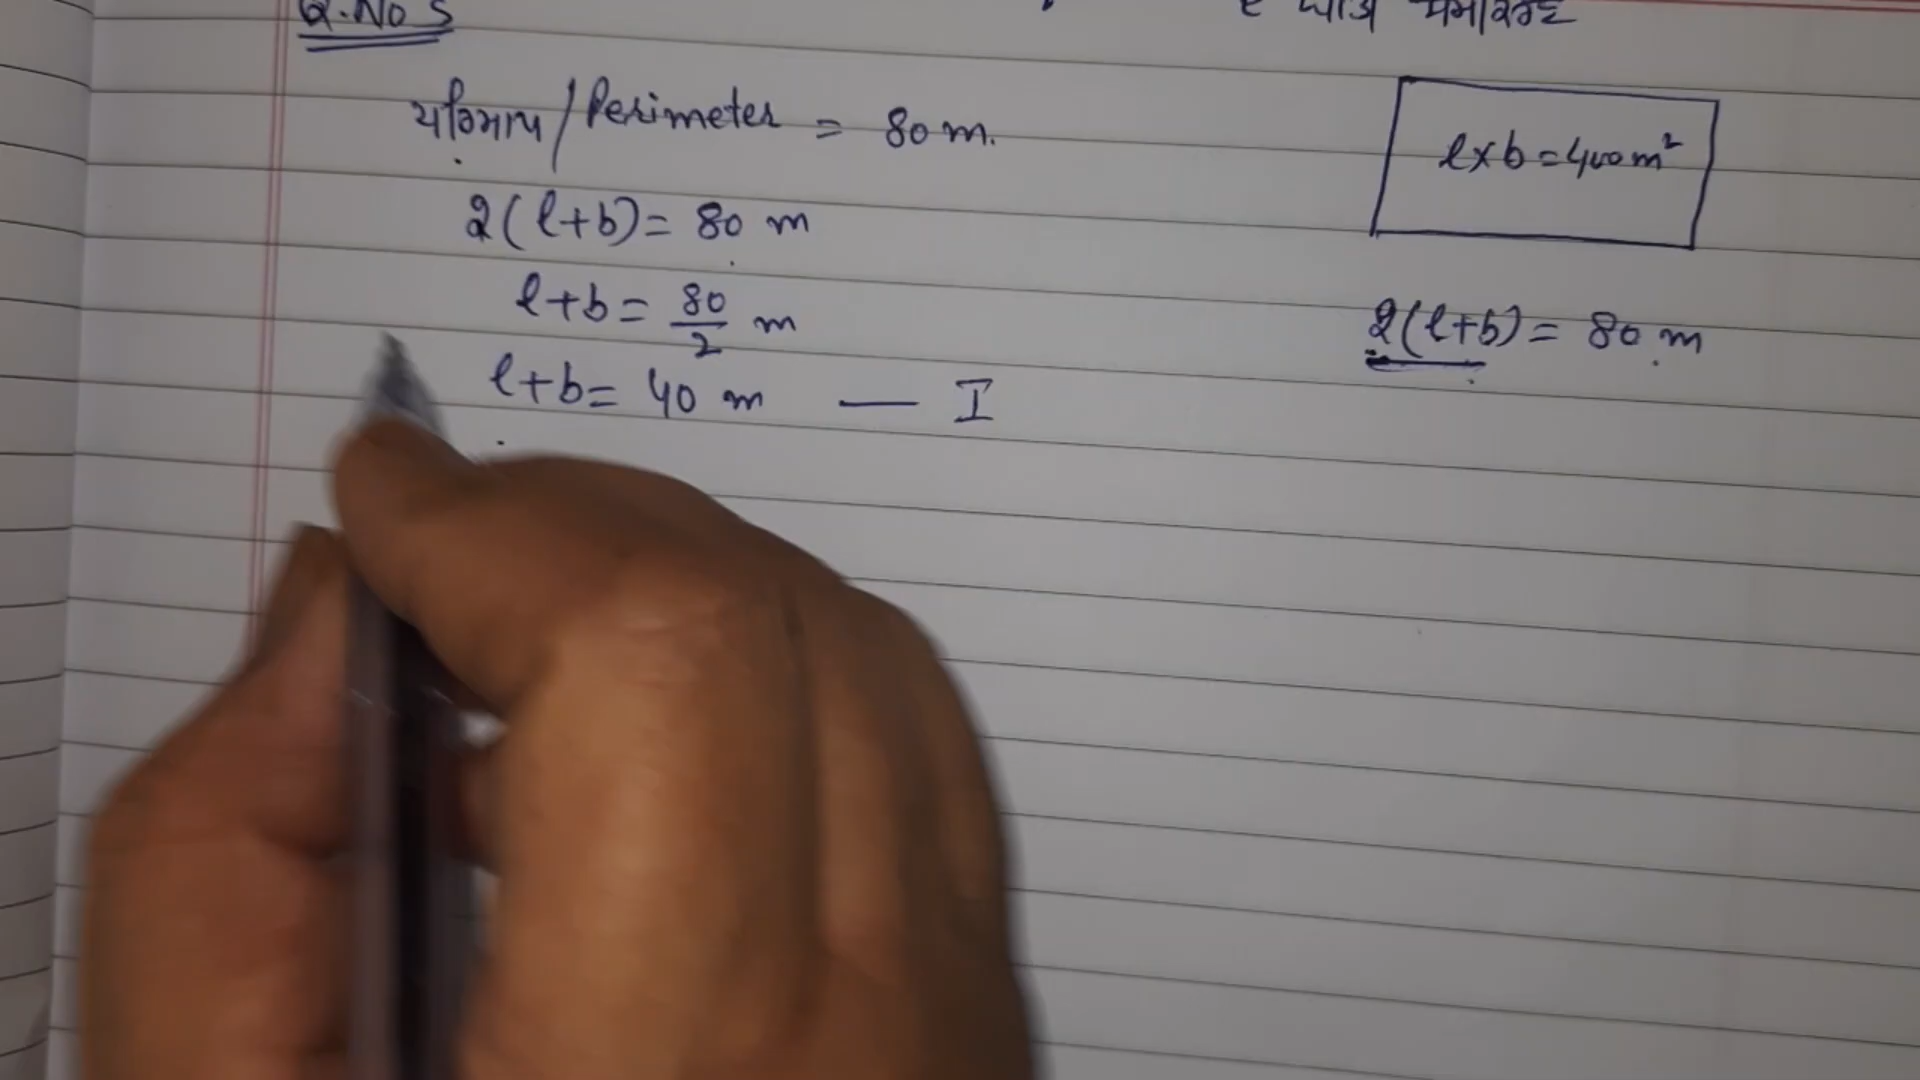 Q.No 5
परिमाप / Perimeter = 80 m.
2(l+b) = 80 m
l+b = 80/2 m
l+b = 40 m — I
l×b = 400 m²
2(l+b) = 80 m